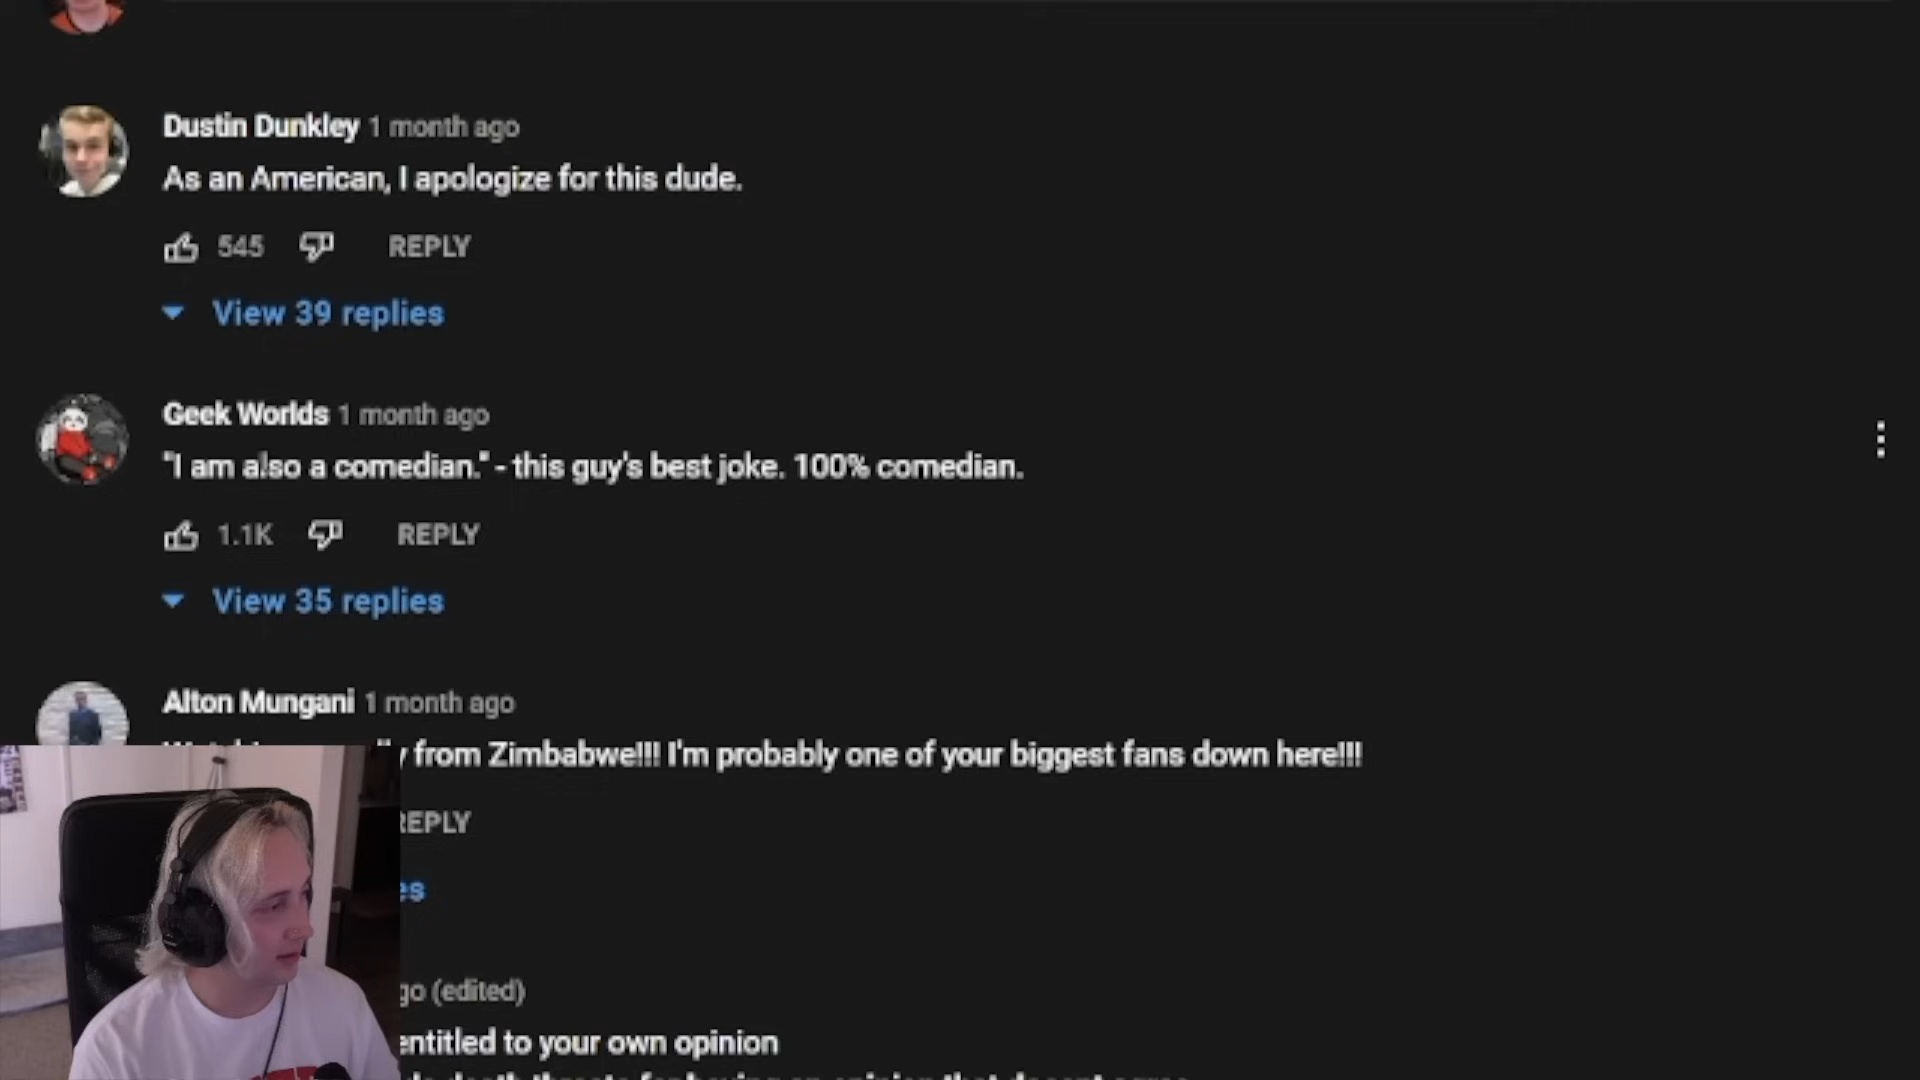 Dustin Dunkley 1 month ago
As an American, I apologize for this dude.
545 REPLY
View 39 replies
Geek Worlds 1 month ago
"I am also a comedian." - this guy's best joke. 100% comedian.
1.1K REPLY
View 35 replies
Alton Mungani 1 month ago
from Zimbabwe!!! I'm probably one of your biggest fans down here!!!
REPLY
(edited)
entitled to your own opinion